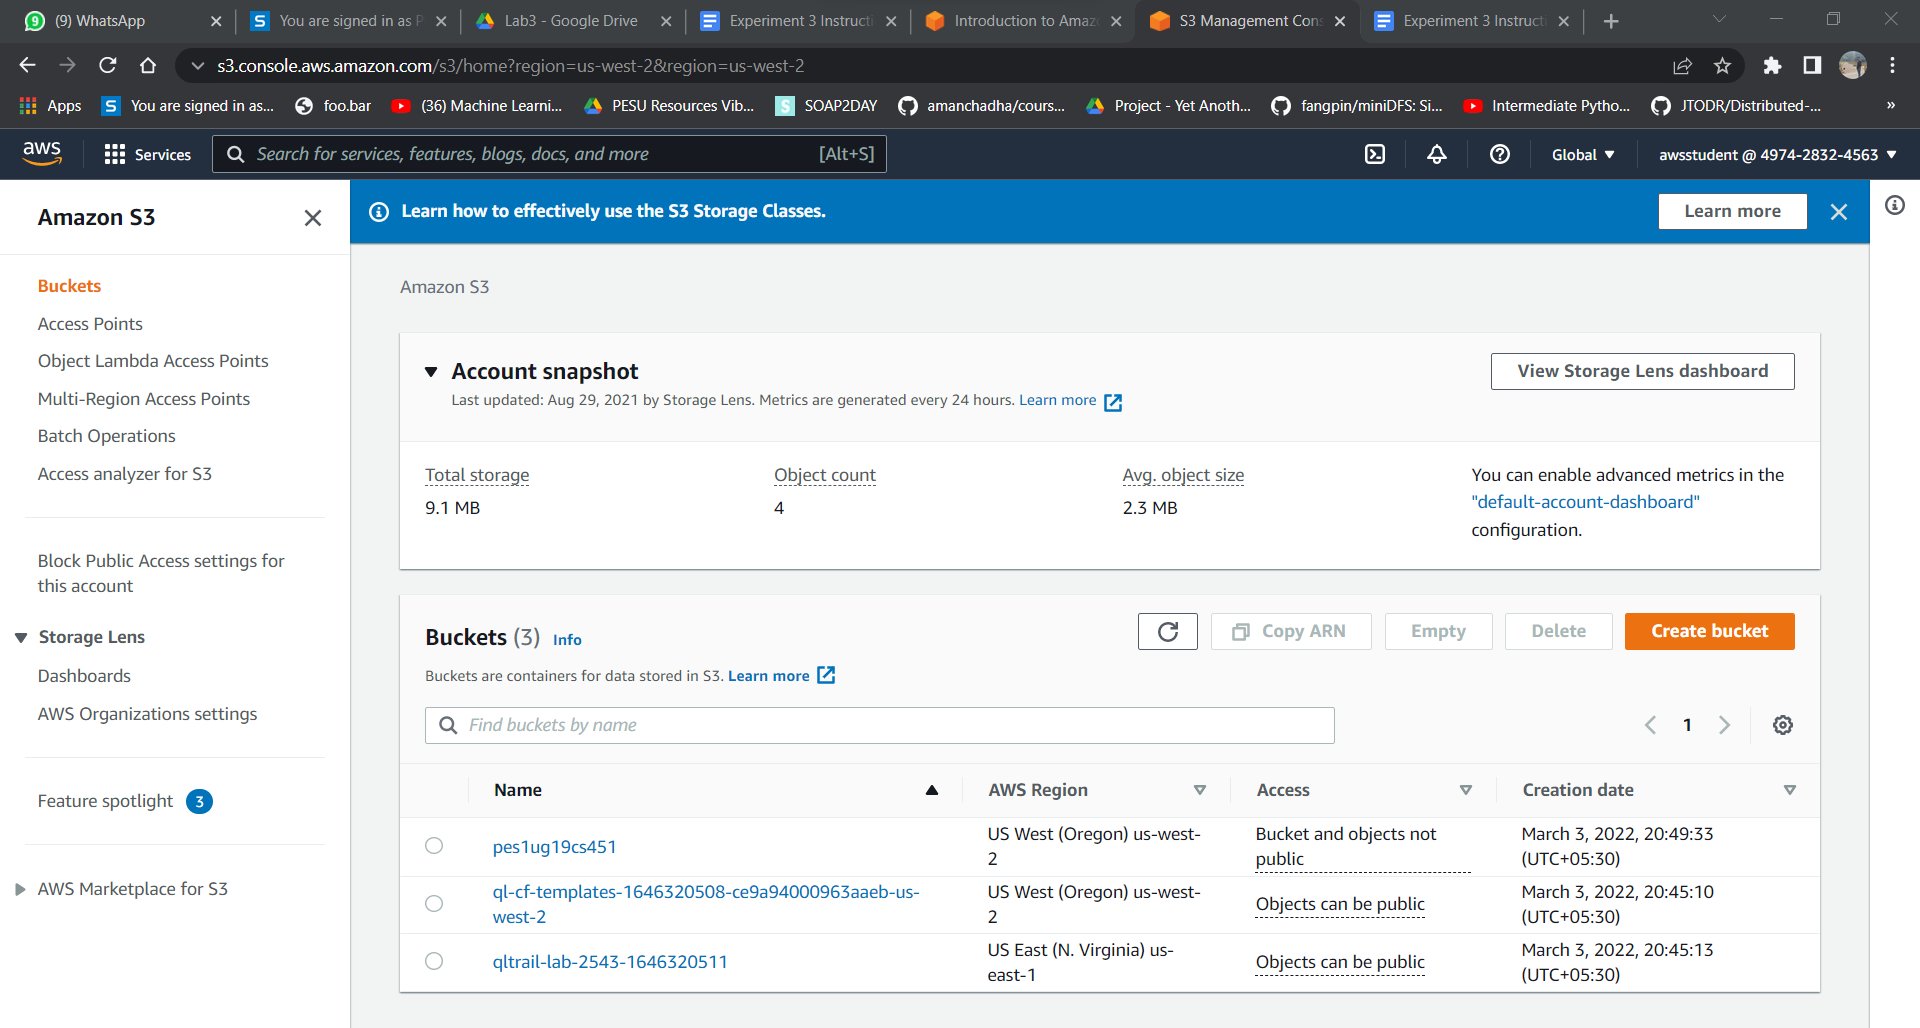 (9) WhatsApp
You are signed in as P
Lab3 - Google Drive
Experiment 3 Instructi
Introduction to Amaz
S3 Management Cons
Experiment 3 Instructi
s3.console.aws.amazon.com/s3/home?region=us-west-2&region=us-west-2
Apps
You are signed in as...
foo.bar
(36) Machine Learni...
PESU Resources Vib...
SOAP2DAY
amanchadha/cours...
Project - Yet Anoth...
fangpin/miniDFS: Si...
Intermediate Pytho...
JTODR/Distributed-...
»
aws
Services
Search for services, features, blogs, docs, and more [Alt+S]
Global
awsstudent @ 4974-2832-4563
Amazon S3
Buckets
Access Points
Object Lambda Access Points
Multi-Region Access Points
Batch Operations
Access analyzer for S3
Block Public Access settings for
this account
Storage Lens
Dashboards
AWS Organizations settings
Feature spotlight 3
AWS Marketplace for S3
Learn how to effectively use the S3 Storage Classes.
Learn more
Amazon S3
Account snapshot
Last updated: Aug 29, 2021 by Storage Lens. Metrics are generated every 24 hours. Learn more
View Storage Lens dashboard
Total storage
9.1 MB
Object count
4
Avg. object size
2.3 MB
You can enable advanced metrics in the
"default-account-dashboard"
configuration.
Buckets (3) Info
Copy ARN
Empty
Delete
Create bucket
Buckets are containers for data stored in S3. Learn more
Find buckets by name
1
Name
AWS Region
Access
Creation date
pes1ug19cs451
US West (Oregon) us-west-
2
Bucket and objects not
public
March 3, 2022, 20:49:33
(UTC+05:30)
ql-cf-templates-1646320508-ce9a94000963aaeb-us-
west-2
US West (Oregon) us-west-
2
Objects can be public
March 3, 2022, 20:45:10
(UTC+05:30)
qltrail-lab-2543-1646320511
US East (N. Virginia) us-
east-1
Objects can be public
March 3, 2022, 20:45:13
(UTC+05:30)